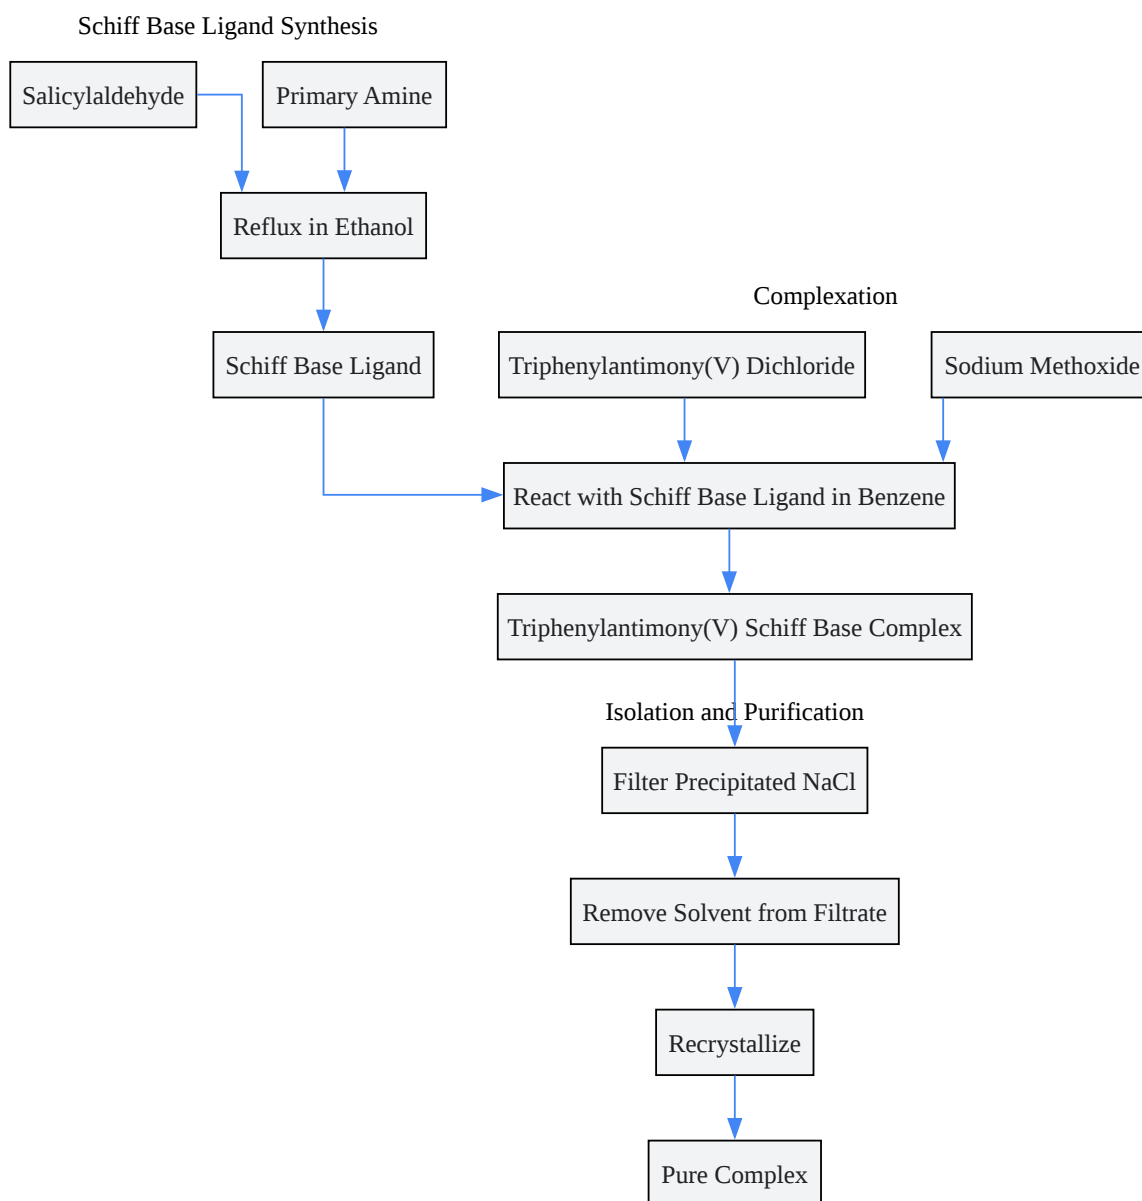 Schiff Base Ligand Synthesis
Salicylaldehyde
Primary Amine
Reflux in Ethanol
Complexation
Schiff Base Ligand
Triphenylantimony(V) Dichloride
Sodium Methoxide
React with Schiff Base Ligand in Benzene
Triphenylantimony(V) Schiff Base Complex
Isolation and Purification
Filter Precipitated NaCl
Remove Solvent from Filtrate
Recrystallize
Pure Complex